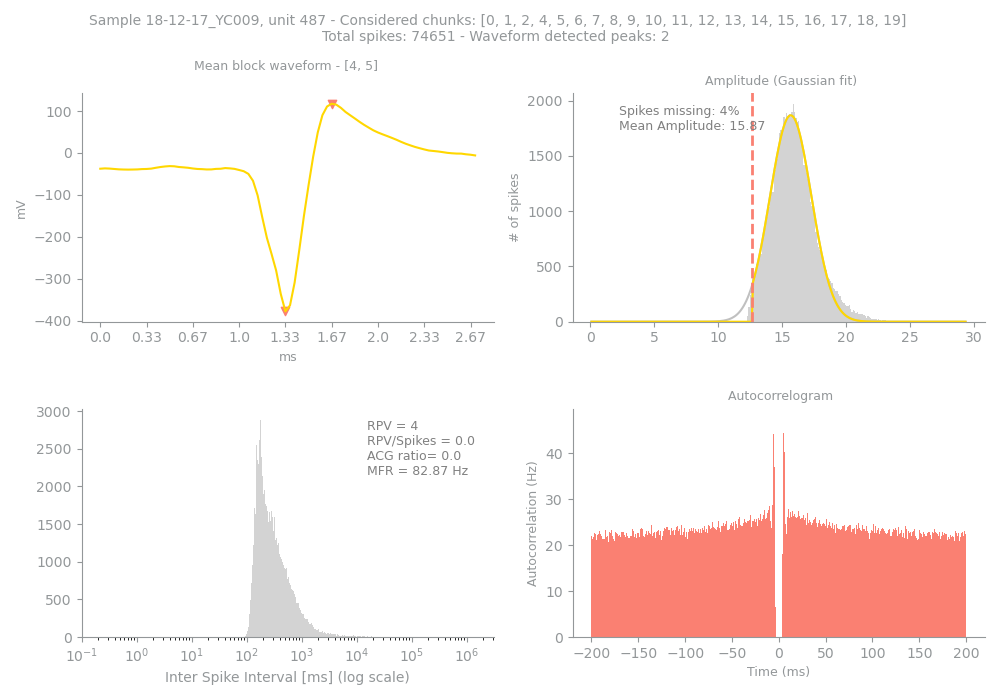 Sample 18-12-17_YC009, unit 487 - Considered chunks: [0, 1, 2, 4, 5, 6, 7, 8, 9, 10, 11, 12, 13, 14, 15, 16, 17, 18, 19]
Total spikes: 74651 - Waveform detected peaks: 2
Mean block waveform - [4, 5]
100
0
−100
−200
−300
−400
mV
0.0 0.33 0.67 1.0 1.33 1.67 2.0 2.33 2.67
ms
Amplitude (Gaussian fit)
Spikes missing: 4%
Mean Amplitude: 15.87
2000
1500
1000
500
0
# of spikes
0 5 10 15 20 25 30
RPV = 4
RPV/Spikes = 0.0
ACG ratio= 0.0
MFR = 82.87 Hz
3000
2500
2000
1500
1000
500
0
10⁻¹ 10⁰ 10¹ 10² 10³ 10⁴ 10⁵ 10⁶
Inter Spike Interval [ms] (log scale)
Autocorrelogram
40
30
20
10
0
Autocorrelation (Hz)
−200 −150 −100 −50 0 50 100 150 200
Time (ms)